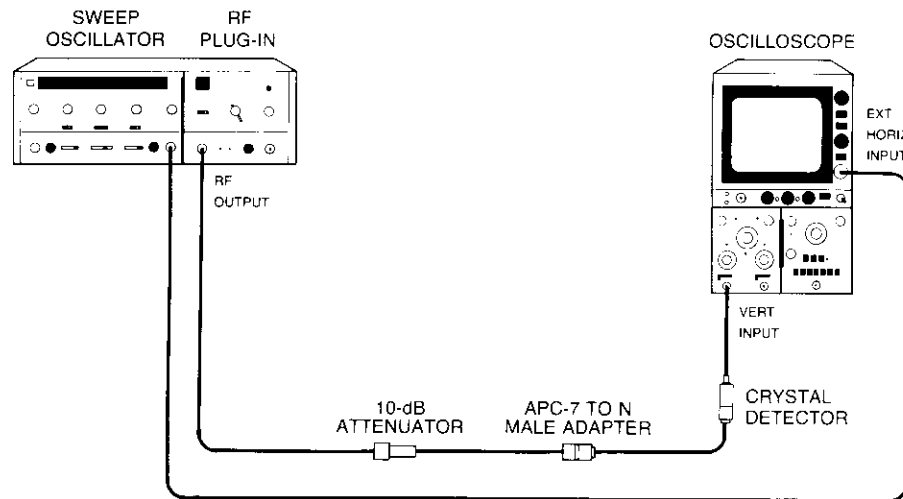 SWEEP
OSCILLATOR
RF
PLUG-IN
OSCILLOSCOPE
EXT
HORIZ
INPUT
RF
OUTPUT
VERT
INPUT
10-dB
ATTENUATOR
APC-7 TO N
MALE ADAPTER
CRYSTAL
DETECTOR